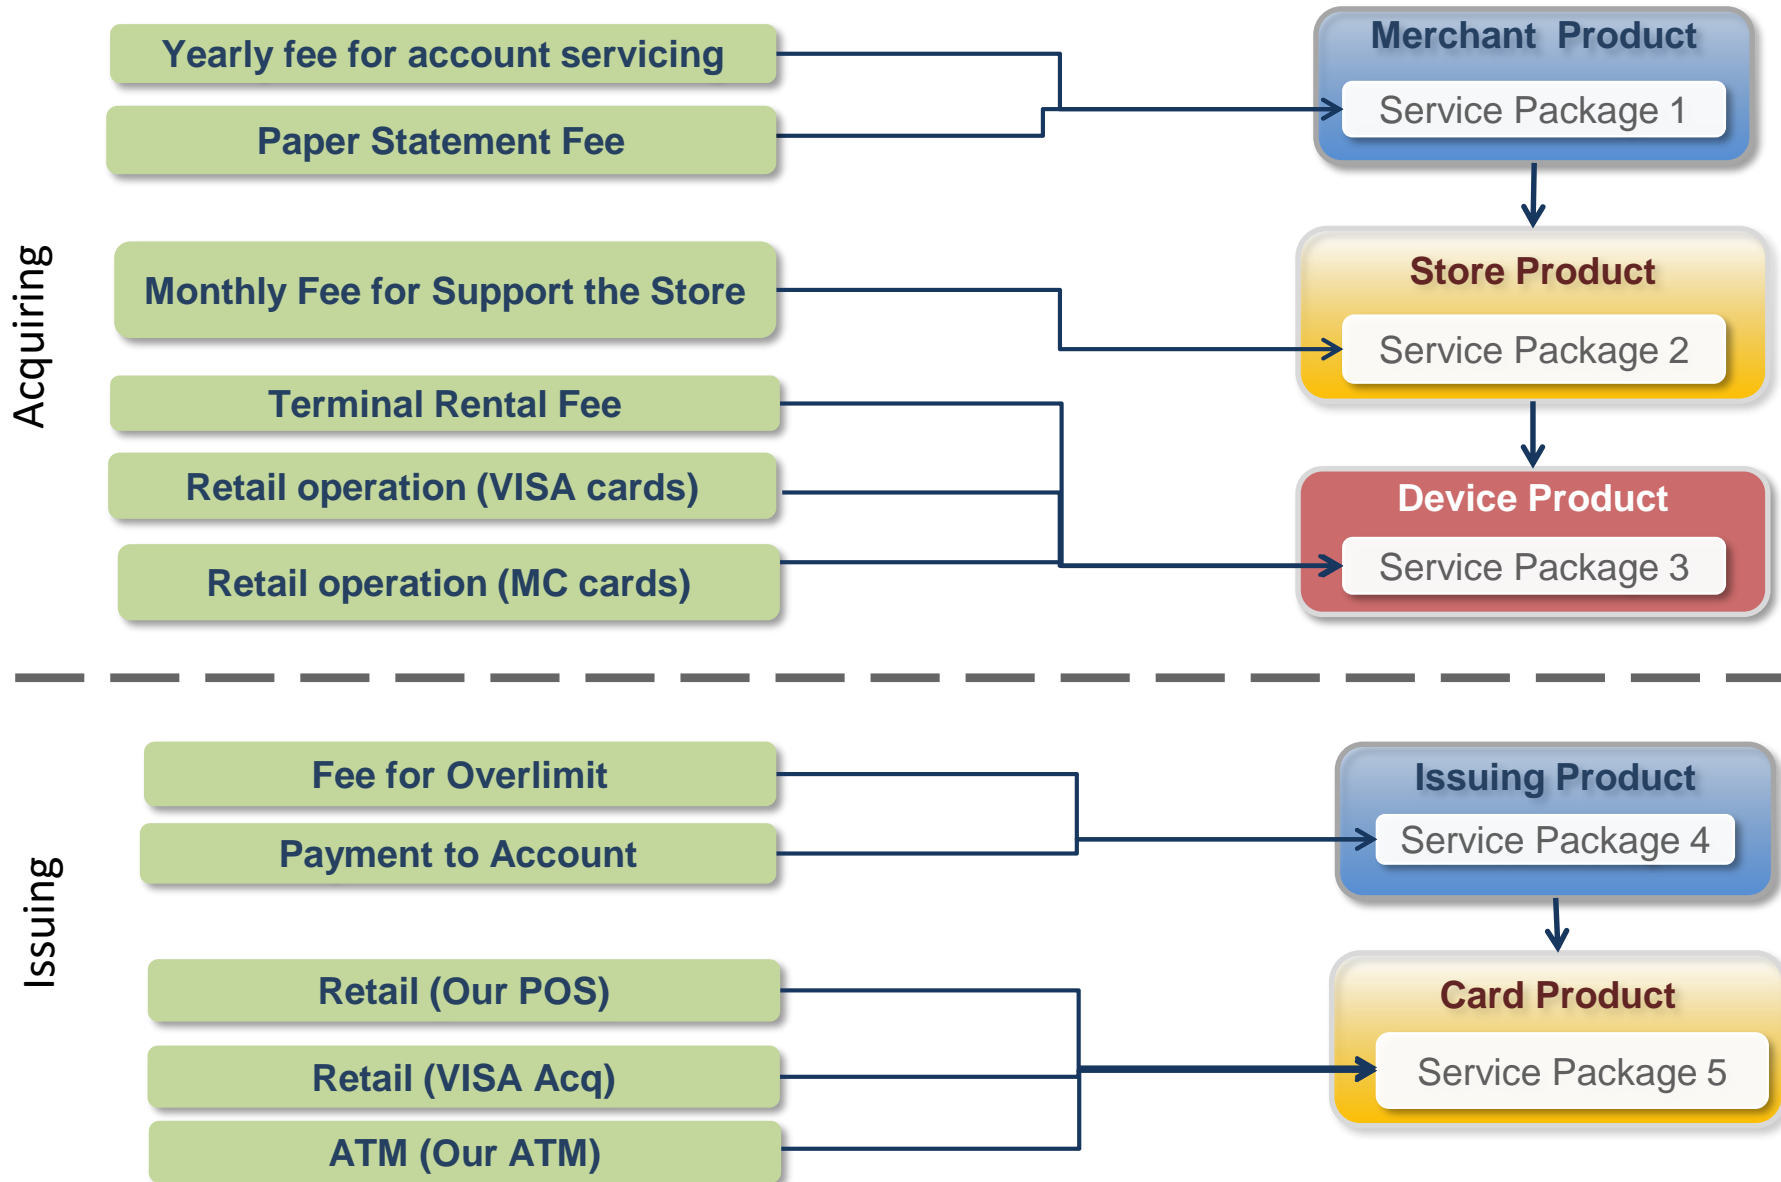 Acquiring
Yearly fee for account servicing
Paper Statement Fee
Merchant Product
Service Package 1
Monthly Fee for Support the Store
Store Product
Service Package 2
Terminal Rental Fee
Retail operation (VISA cards)
Retail operation (MC cards)
Device Product
Service Package 3
Issuing
Fee for Overlimit
Payment to Account
Issuing Product
Service Package 4
Retail (Our POS)
Retail (VISA Acq)
ATM (Our ATM)
Card Product
Service Package 5